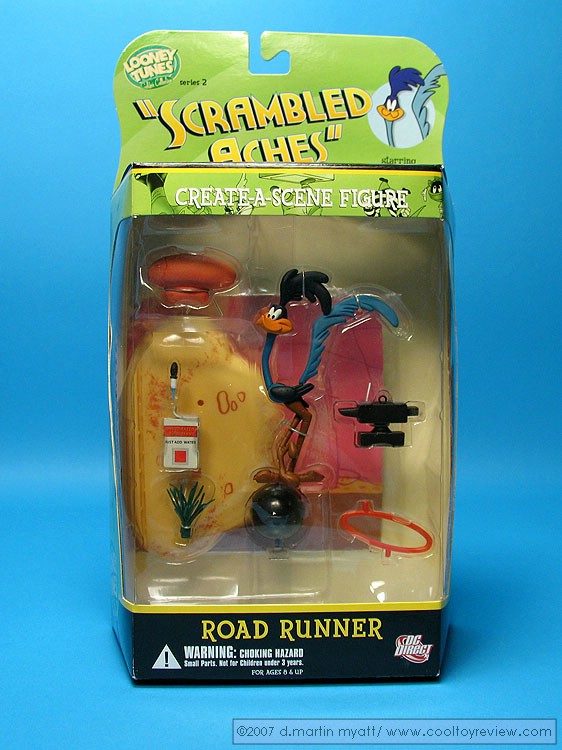 LOONEY
TUNES
series 2
"SCRAMBLED
ACHES"
starring
CREATE-A-SCENE FIGURE
JUST ADD WATER
ROAD RUNNER
WARNING: CHOKING HAZARD
Small Parts. Not for Children under 3 years.
FOR AGES 8 & UP
DC
DIRECT
©2007 d.martin myatt/ www.cooltoyreview.com